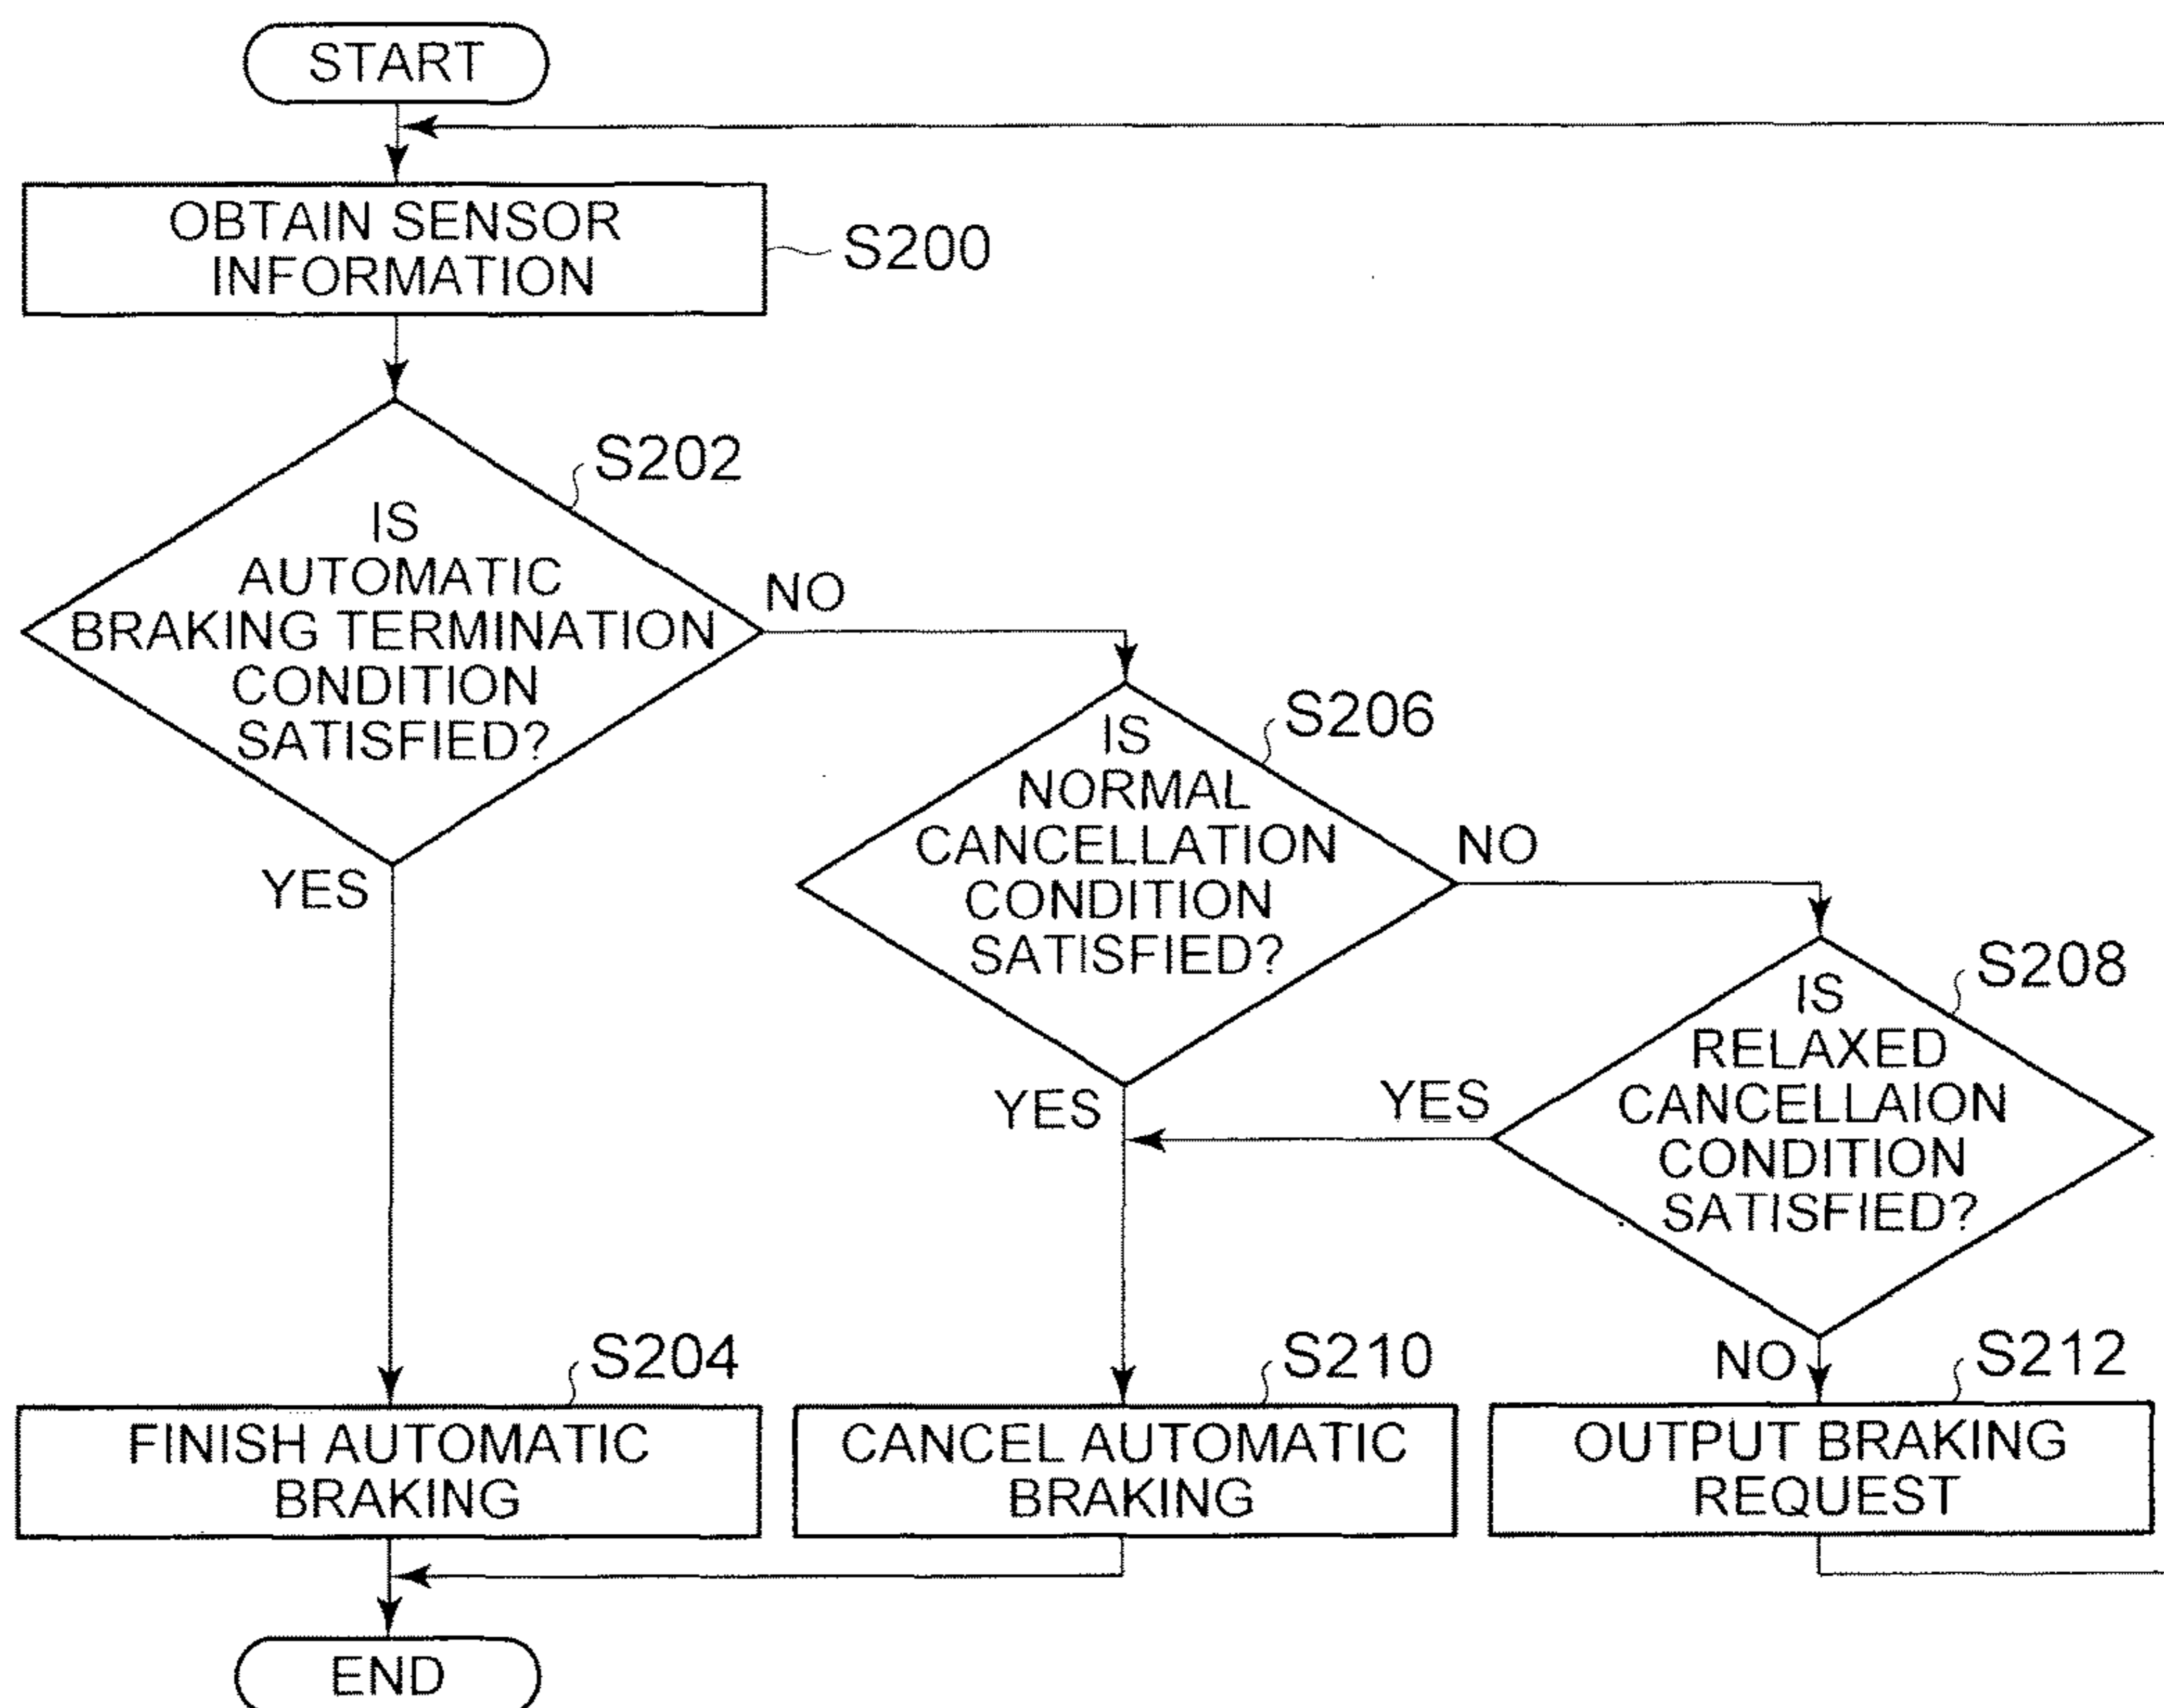 START
OBTAIN SENSOR
INFORMATION
S200
S202
IS
AUTOMATIC
BRAKING TERMINATION
CONDITION
SATISFIED?
NO
YES
S206
IS
NORMAL
CANCELLATION
CONDITION
SATISFIED?
NO
YES
S208
IS
RELAXED
CANCELLAION
CONDITION
SATISFIED?
YES
NO
S204
FINISH AUTOMATIC
BRAKING
S210
CANCEL AUTOMATIC
BRAKING
S212
OUTPUT BRAKING
REQUEST
END